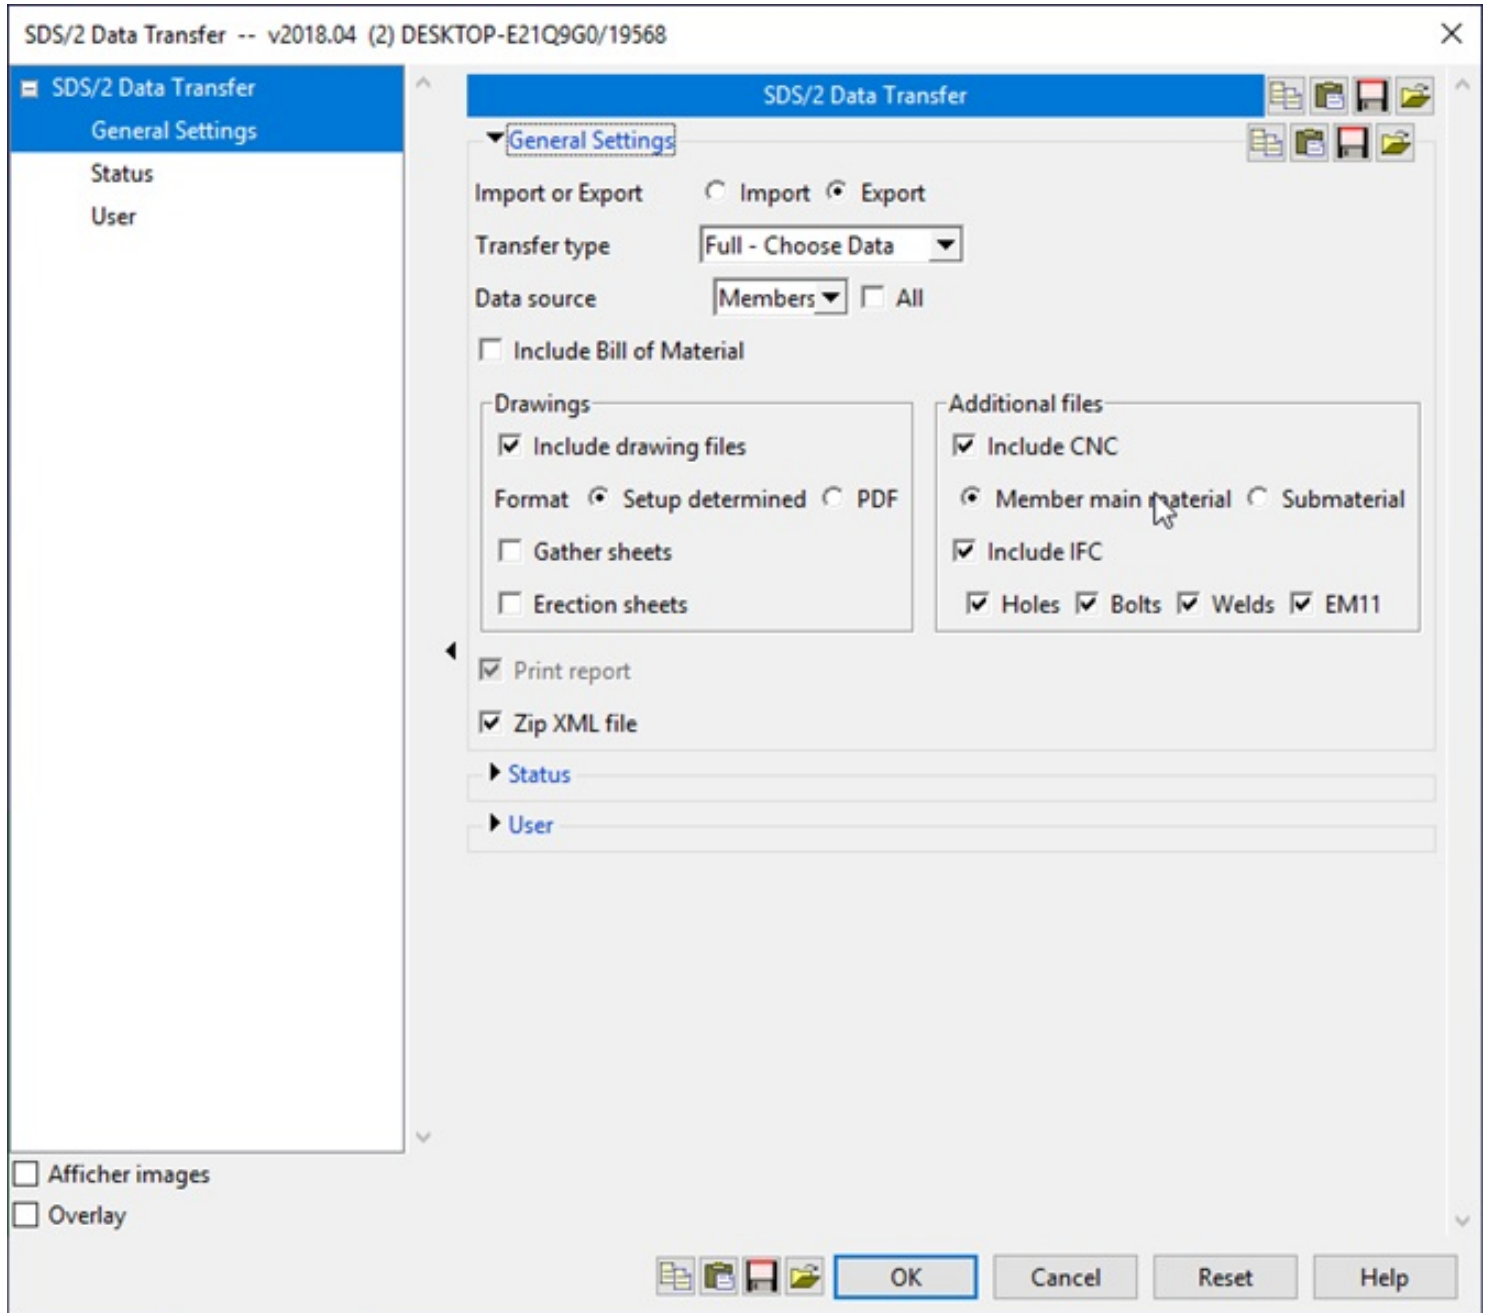 SDS/2 Data Transfer -- v2018.04 (2) DESKTOP-E21Q9G0/19568
SDS/2 Data Transfer
General Settings
Status
User
SDS/2 Data Transfer
General Settings
Import or Export Import Export
Transfer type Full - Choose Data
Data source Members All
Include Bill of Material
Drawings
Include drawing files
Format Setup determined PDF
Gather sheets
Erection sheets
Additional files
Include CNC
Member main material Submaterial
Include IFC
Holes Bolts Welds EM11
Print report
Zip XML file
Status
User
Afficher images
Overlay
OK Cancel Reset Help